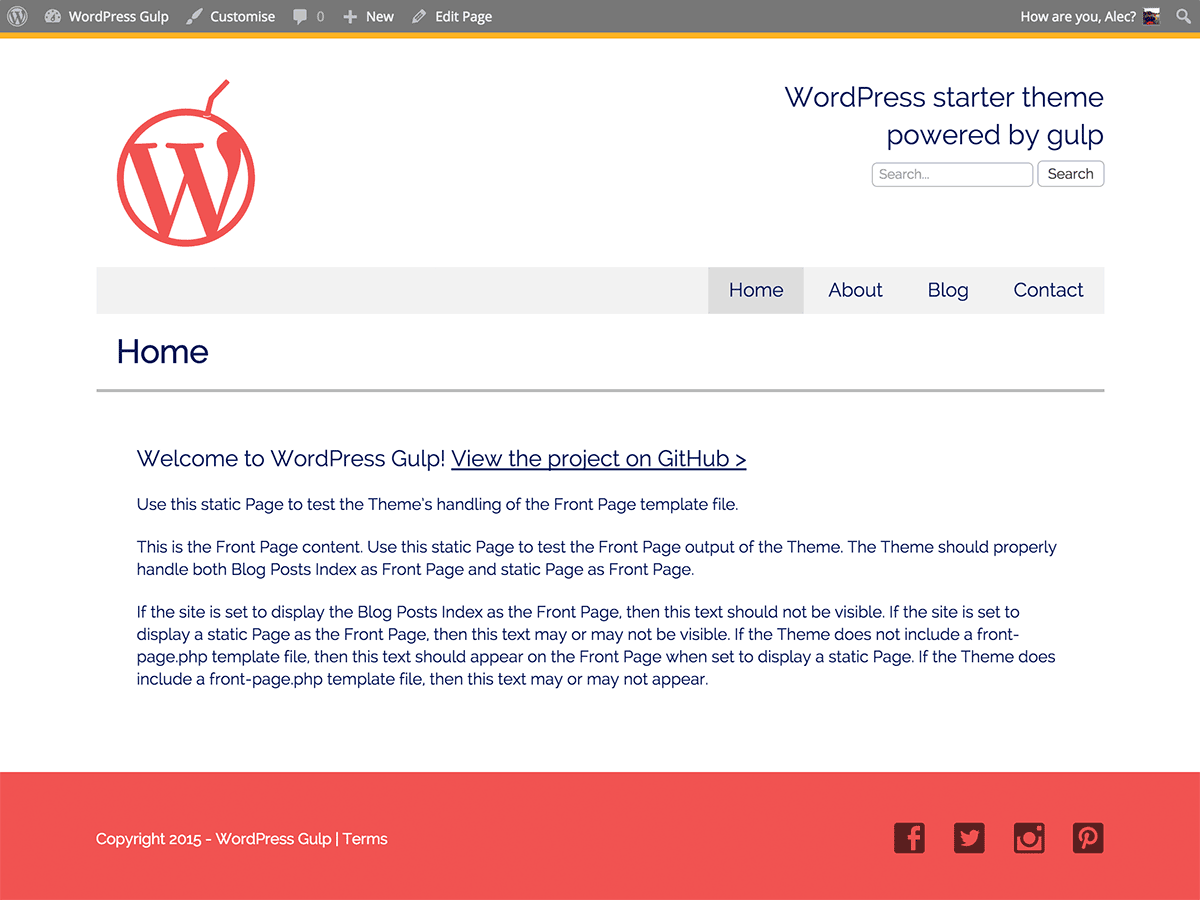 WordPress Gulp Customise 0 New Edit Page How are you, Alec?
W
WordPress starter theme
powered by gulp
Search... Search
Home About Blog Contact
Home
Welcome to WordPress Gulp! View the project on GitHub >
Use this static Page to test the Theme's handling of the Front Page template file.
This is the Front Page content. Use this static Page to test the Front Page output of the Theme. The Theme should properly
handle both Blog Posts Index as Front Page and static Page as Front Page.
If the site is set to display the Blog Posts Index as the Front Page, then this text should not be visible. If the site is set to
display a static Page as the Front Page, then this text may or may not be visible. If the Theme does not include a front-
page.php template file, then this text should appear on the Front Page when set to display a static Page. If the Theme does
include a front-page.php template file, then this text may or may not appear.
Copyright 2015 - WordPress Gulp | Terms